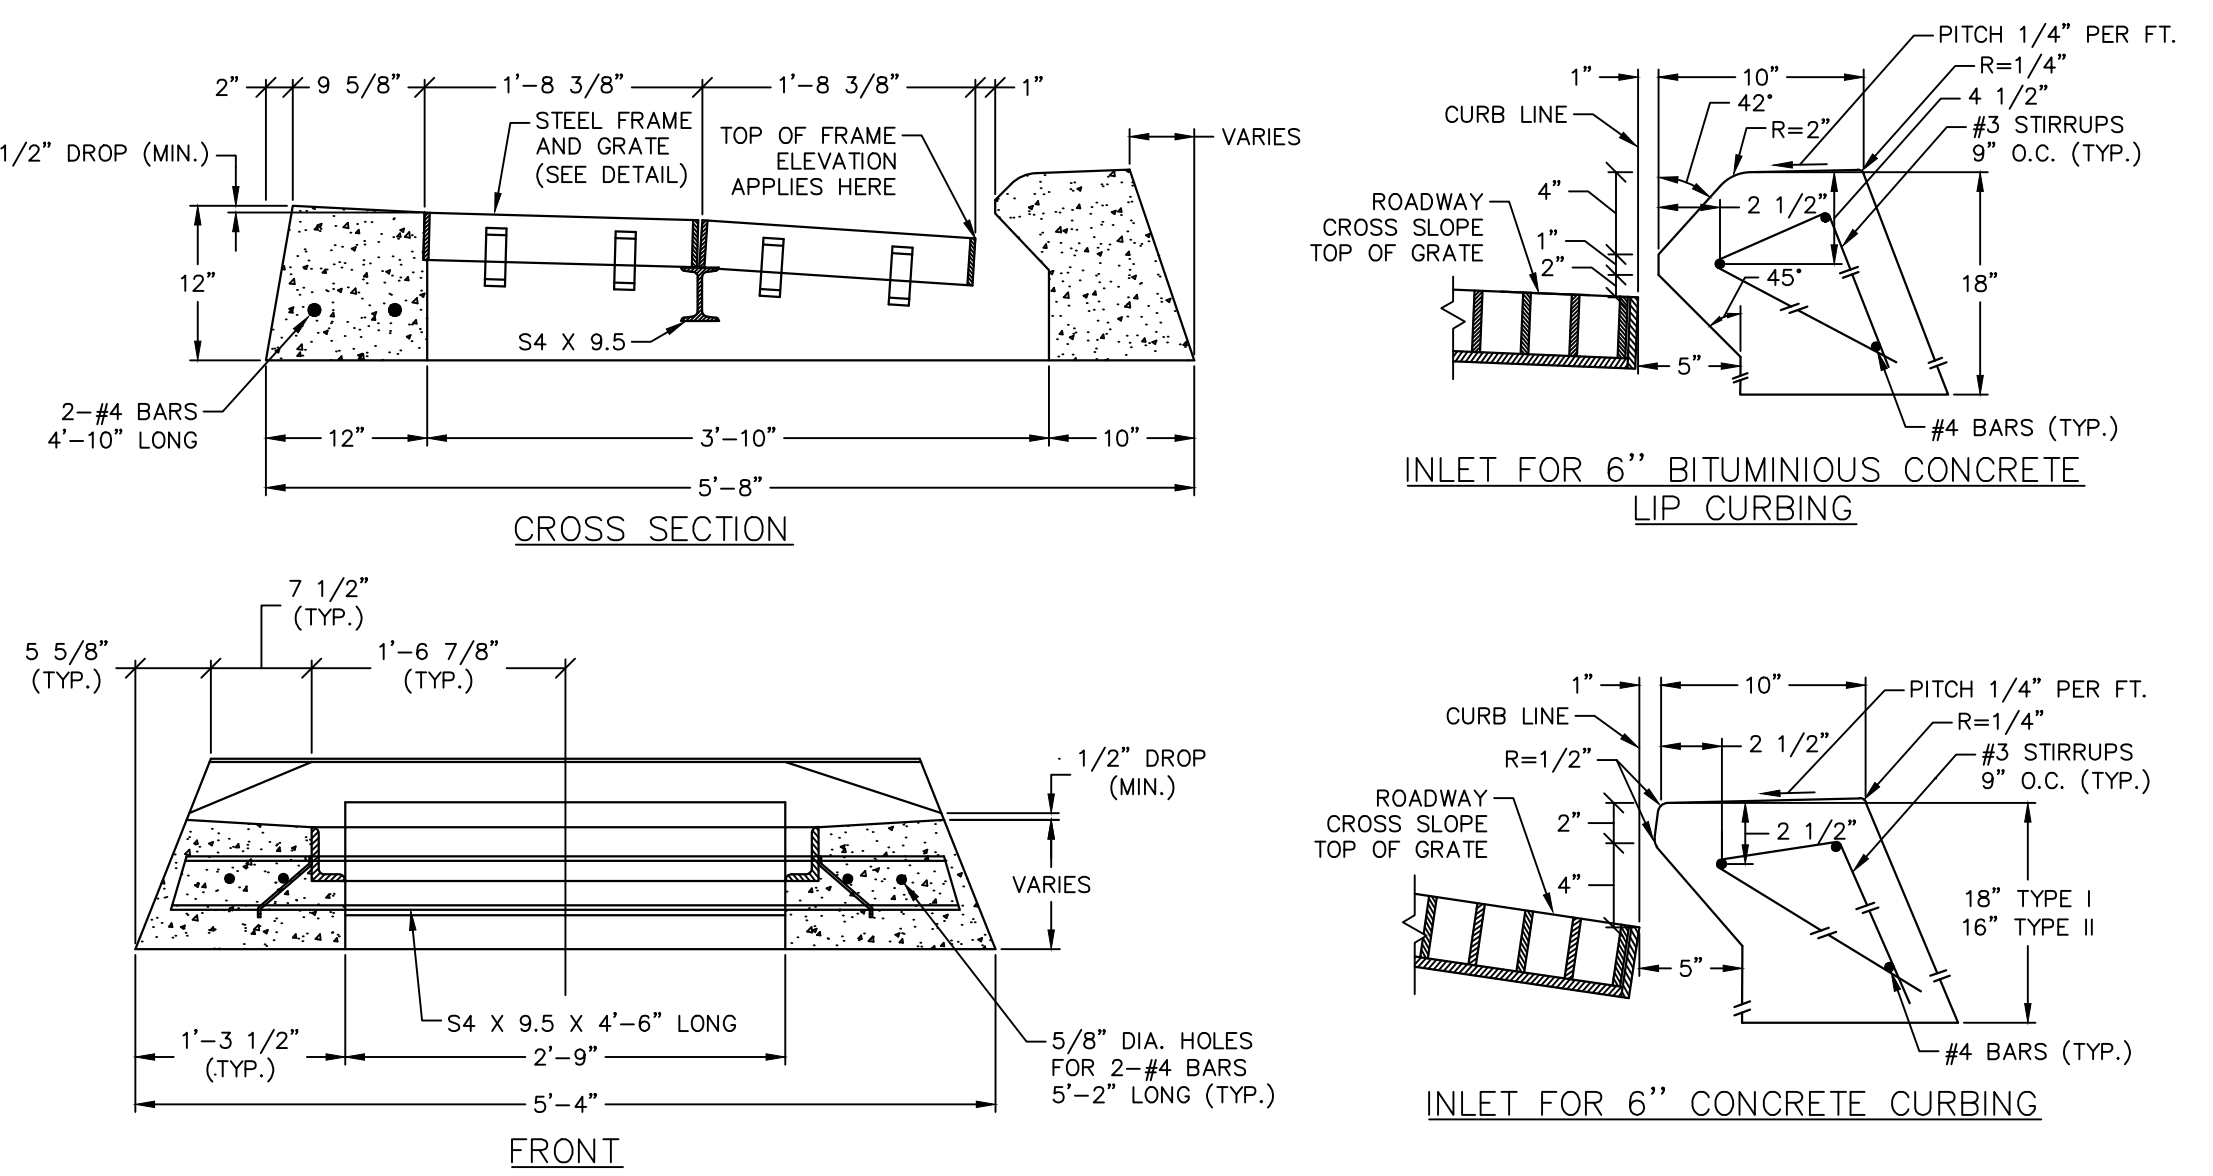 2" 9 5/8" 1'-8 3/8" 1'-8 3/8" 1"
STEEL FRAME
AND GRATE
(SEE DETAIL)
TOP OF FRAME
ELEVATION
APPLIES HERE
VARIES
1/2" DROP (MIN.)
12"
S4 X 9.5
2-#4 BARS
4'-10" LONG
12" 3'-10" 10"
5'-8"
CROSS SECTION
PITCH 1/4" PER FT.
1" 10"
R=1/4"
42°
4 1/2"
CURB LINE
R=2"
#3 STIRRUPS
9" O.C. (TYP.)
4"
ROADWAY
CROSS SLOPE
TOP OF GRATE
2 1/2"
1"
2"
45°
18"
5"
#4 BARS (TYP.)
INLET FOR 6'' BITUMINIOUS CONCRETE
LIP CURBING
7 1/2"
(TYP.)
5 5/8"
(TYP.)
1'-6 7/8"
(TYP.)
1/2" DROP
(MIN.)
VARIES
S4 X 9.5 X 4'-6" LONG
1'-3 1/2"
(TYP.)
2'-9"
5/8" DIA. HOLES
FOR 2-#4 BARS
5'-2" LONG (TYP.)
5'-4"
FRONT
1" 10"
PITCH 1/4" PER FT.
CURB LINE
R=1/4"
2 1/2"
R=1/2"
#3 STIRRUPS
9" O.C. (TYP.)
ROADWAY
CROSS SLOPE
TOP OF GRATE
2"
2 1/2"
4"
18" TYPE I
16" TYPE II
5"
#4 BARS (TYP.)
INLET FOR 6'' CONCRETE CURBING